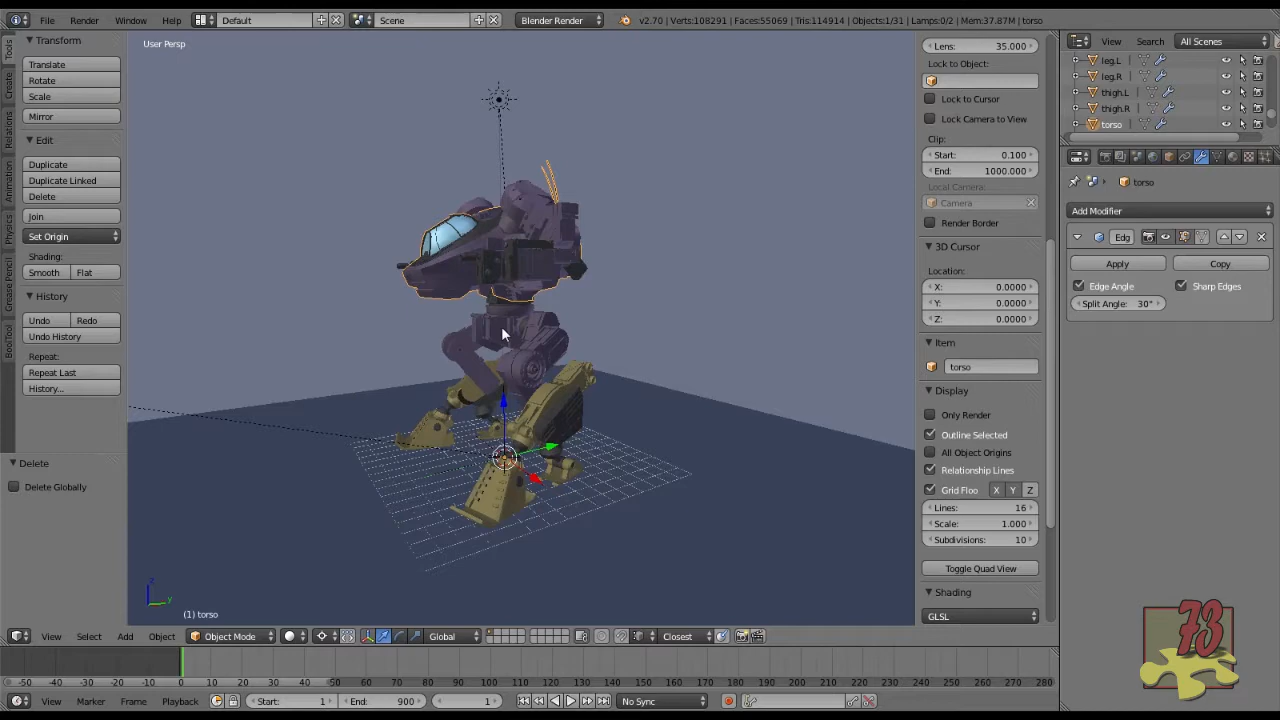 File Render Window Help Default Scene Blender Render v2.70 | Verts:108291 | Faces:55069 | Tris:114914 | Objects:1/31 | Lamps:0/2 | Mem:37.87M | torso
Tools
Create
Relations
Animation
Physics
Grease Pencil
BoolTool
Transform
Translate
Rotate
Scale
Mirror
Edit
Duplicate
Duplicate Linked
Delete
Join
Set Origin
Shading:
Smooth Flat
History
Undo Redo
Undo History
Repeat:
Repeat Last
History...
Delete
Delete Globally
User Persp
z
y
(1) torso
Lens: 35.000
Lock to Object:
Lock to Cursor
Lock Camera to View
Clip:
Start: 0.100
End: 1000.000
Local Camera:
Camera
Render Border
3D Cursor
Location:
X: 0.0000
Y: 0.0000
Z: 0.0000
Item
torso
Display
Only Render
Outline Selected
All Object Origins
Relationship Lines
Grid Floo X Y Z
Lines: 16
Scale: 1.000
Subdivisions: 10
Toggle Quad View
Shading
GLSL
View Search All Scenes
leg.L
leg.R
thigh.L
thigh.R
torso
torso
Add Modifier
Edg
Apply Copy
Edge Angle Sharp Edges
Split Angle: 30°
73
View Select Add Object Object Mode Global Closest
-50 -40 -30 -20 -10 0 10 20 30 40 50 60 70 80 90 100 110 120 130 140 150 160 170 180 190 200 210 220 230 240 250 260 270 280
View Marker Frame Playback Start: 1 End: 900 1 No Sync